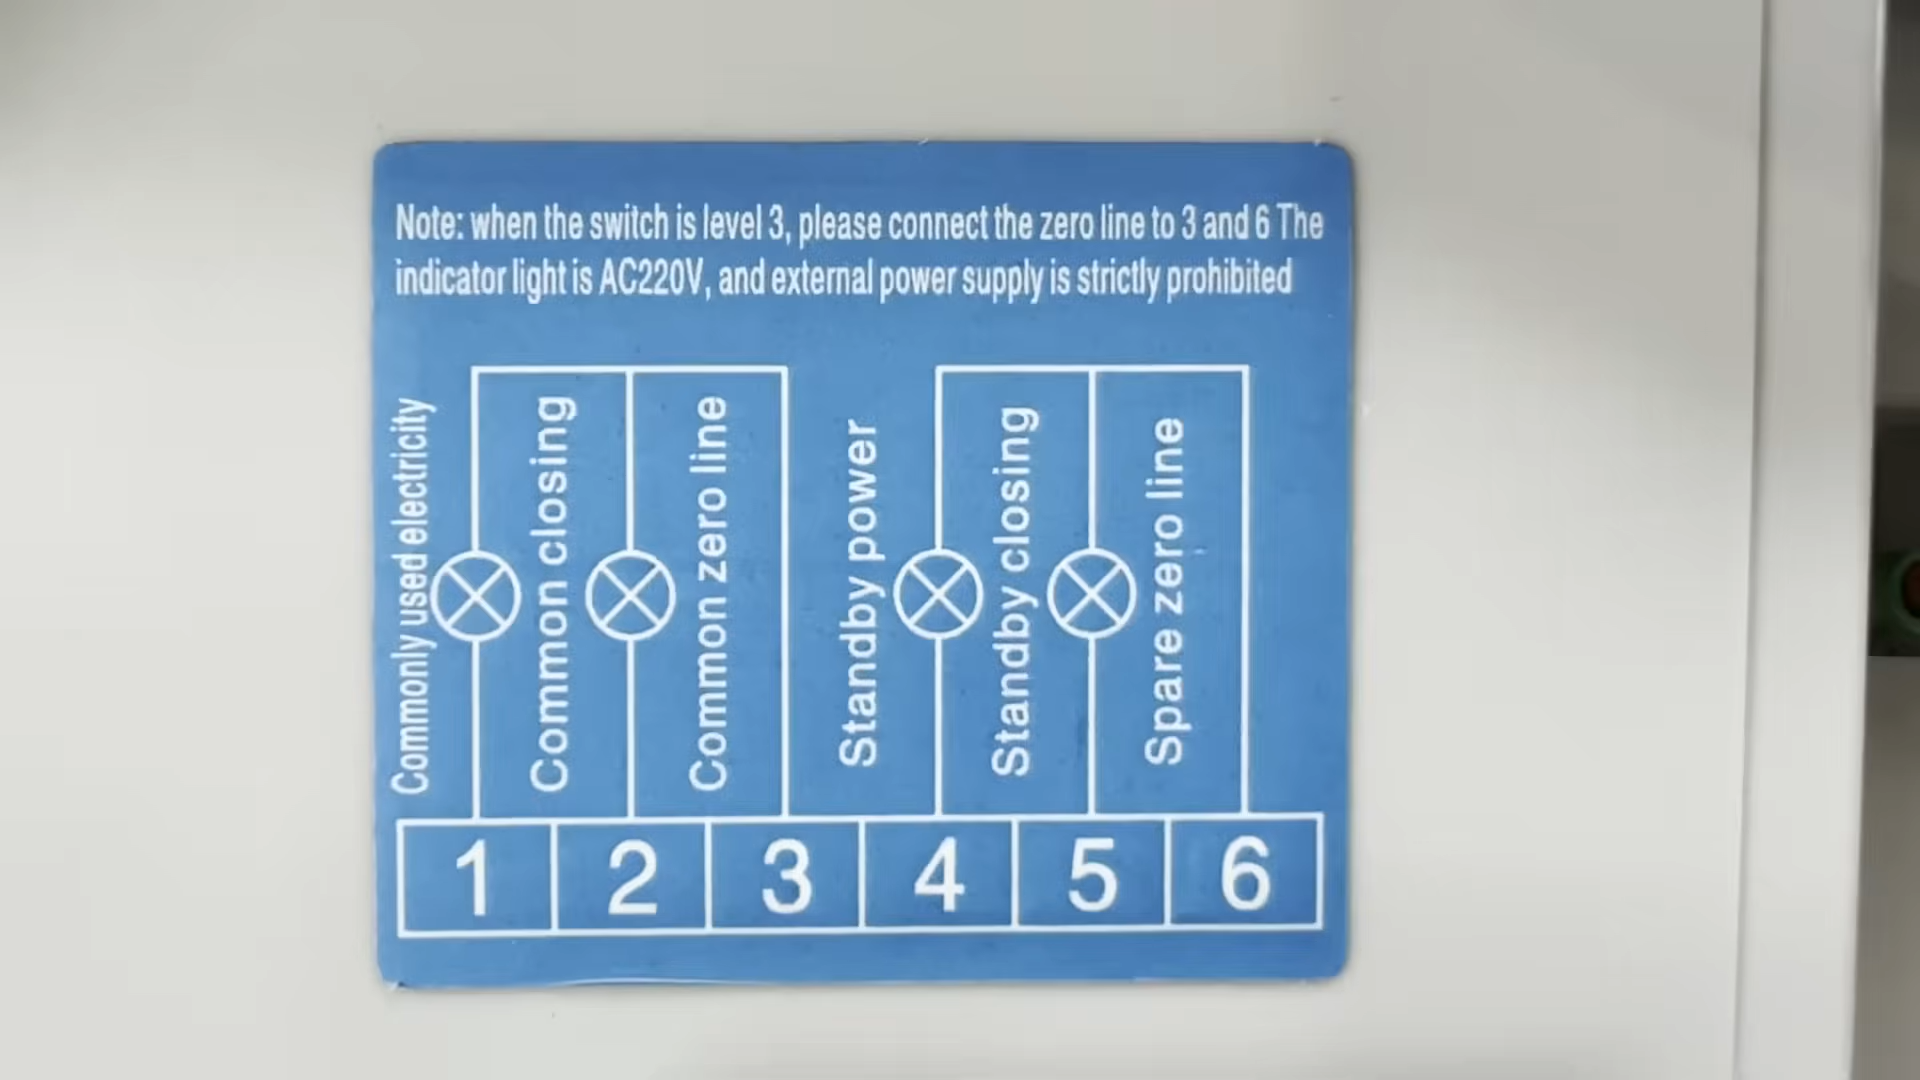 Note: when the switch is level 3, please connect the zero line to 3 and 6 The
indicator light is AC220V, and external power supply is strictly prohibited
Commonly used electricity
Common closing
Common zero line
Standby power
Standby closing
Spare zero line
1 2 3 4 5 6